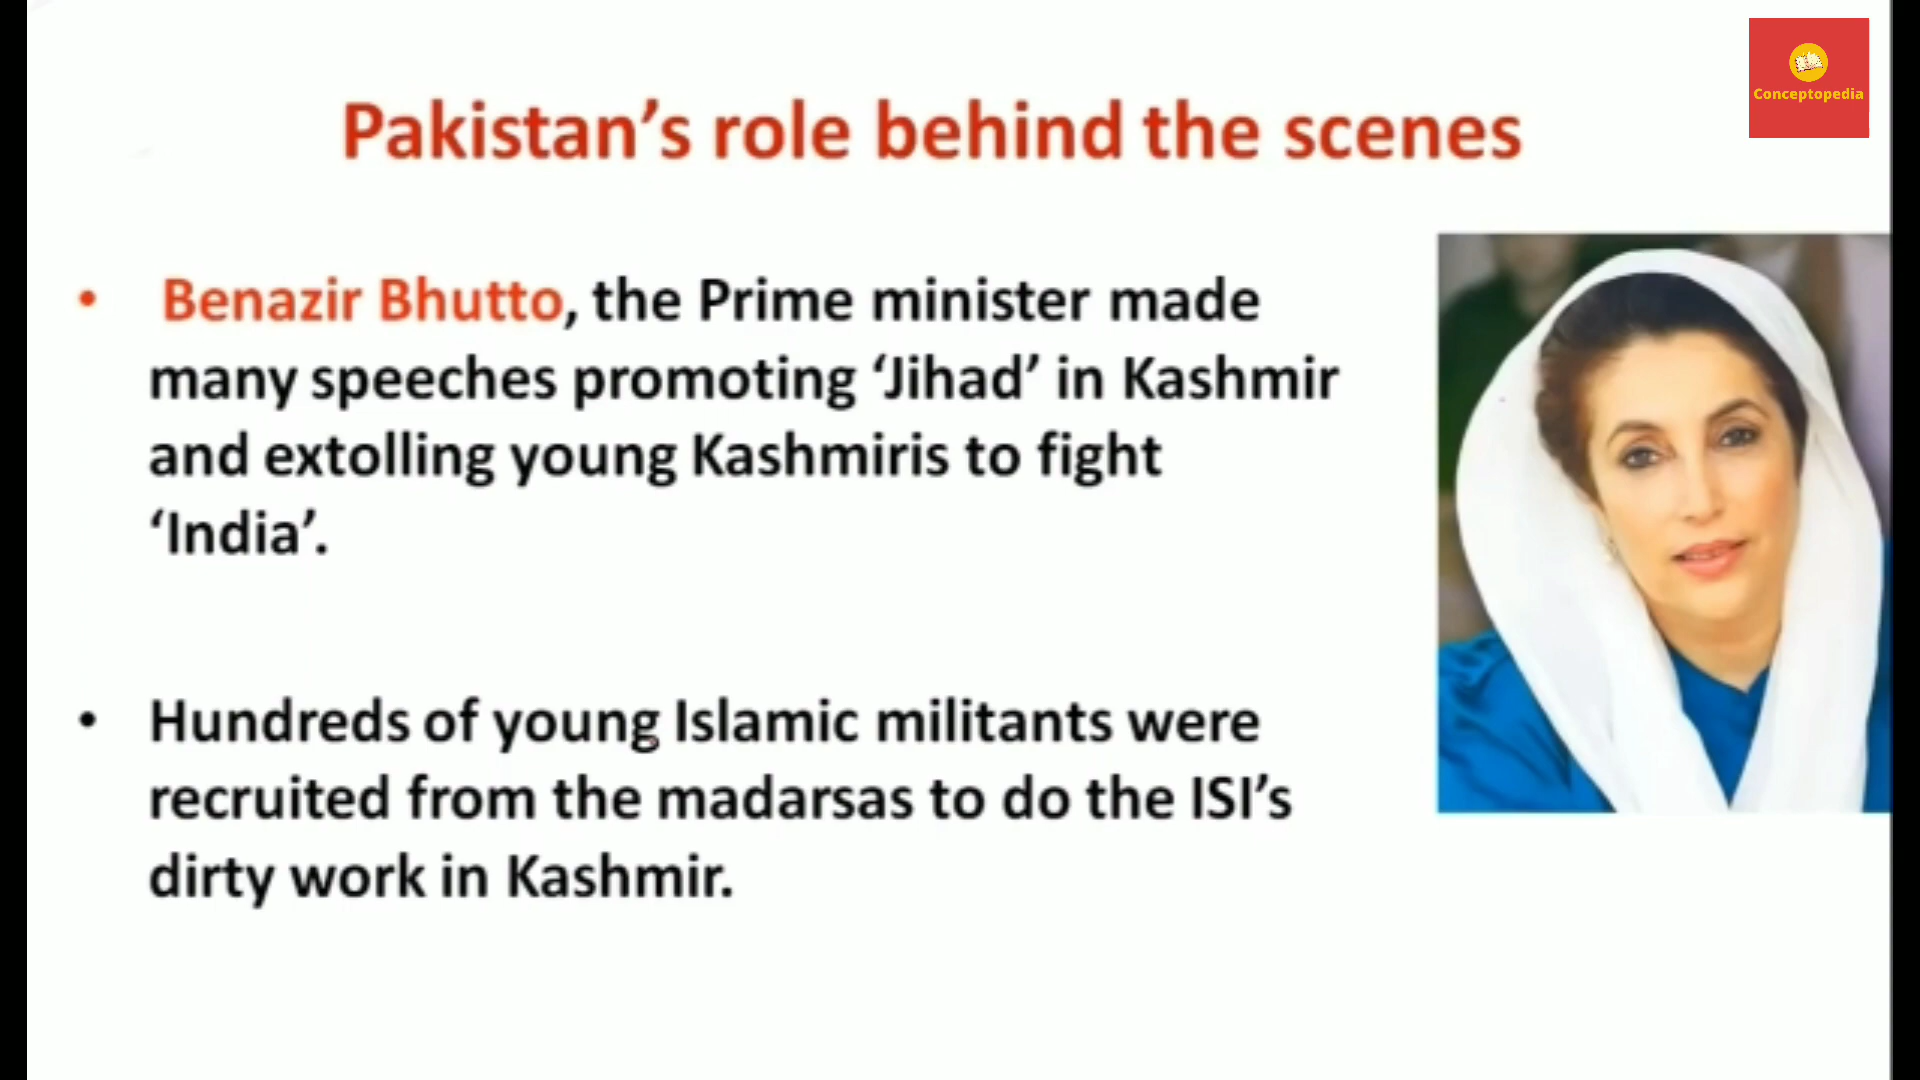 Conceptopedia
Pakistan’s role behind the scenes
• Benazir Bhutto, the Prime minister made
many speeches promoting ‘Jihad’ in Kashmir
and extolling young Kashmiris to fight
‘India’.
• Hundreds of young Islamic militants were
recruited from the madarsas to do the ISI’s
dirty work in Kashmir.